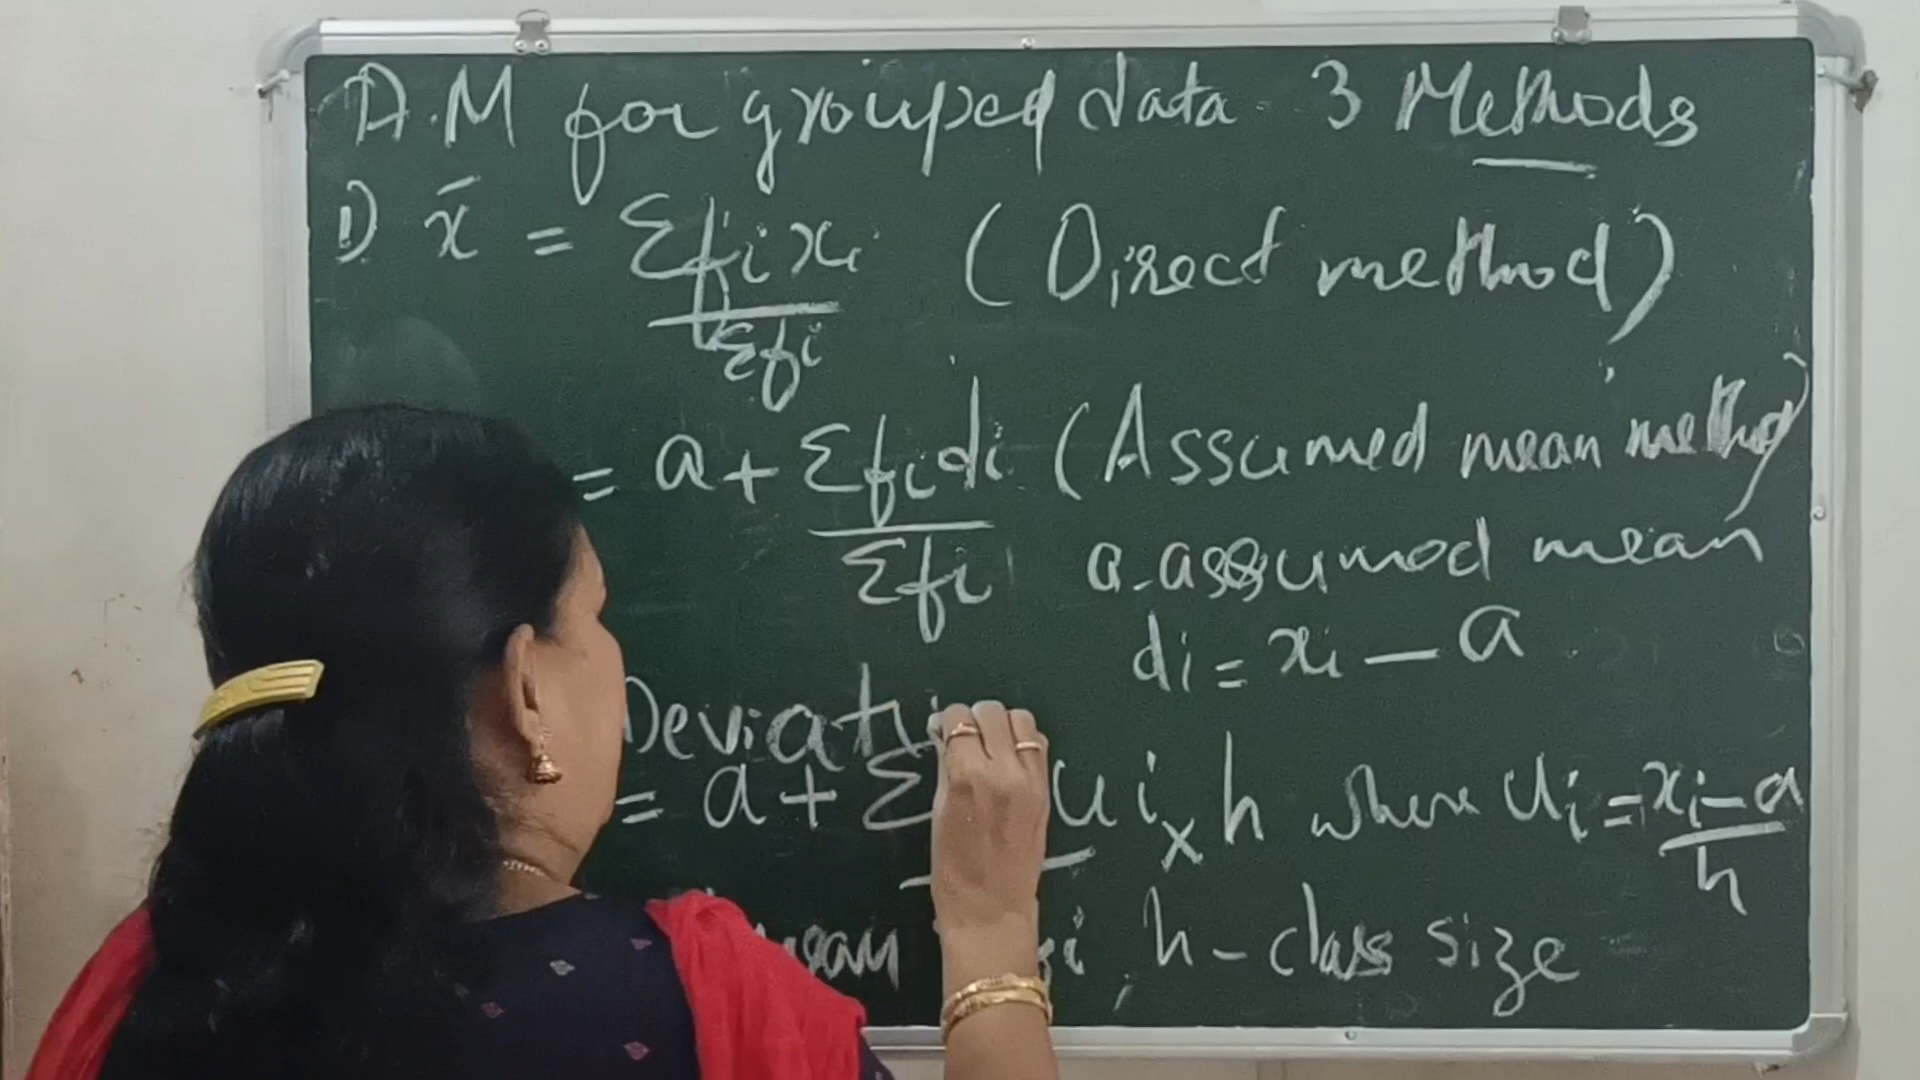 A.M for grouped data - 3 Methods
1) x̄ = Σfixi / Σfi (Direct method)
= a + Σfidi / Σfi (Assumed mean method)
a - assumed mean
di = xi - a
Deviati
= a + Σ ui × h where ui = xi - a / h
mean , h - class size